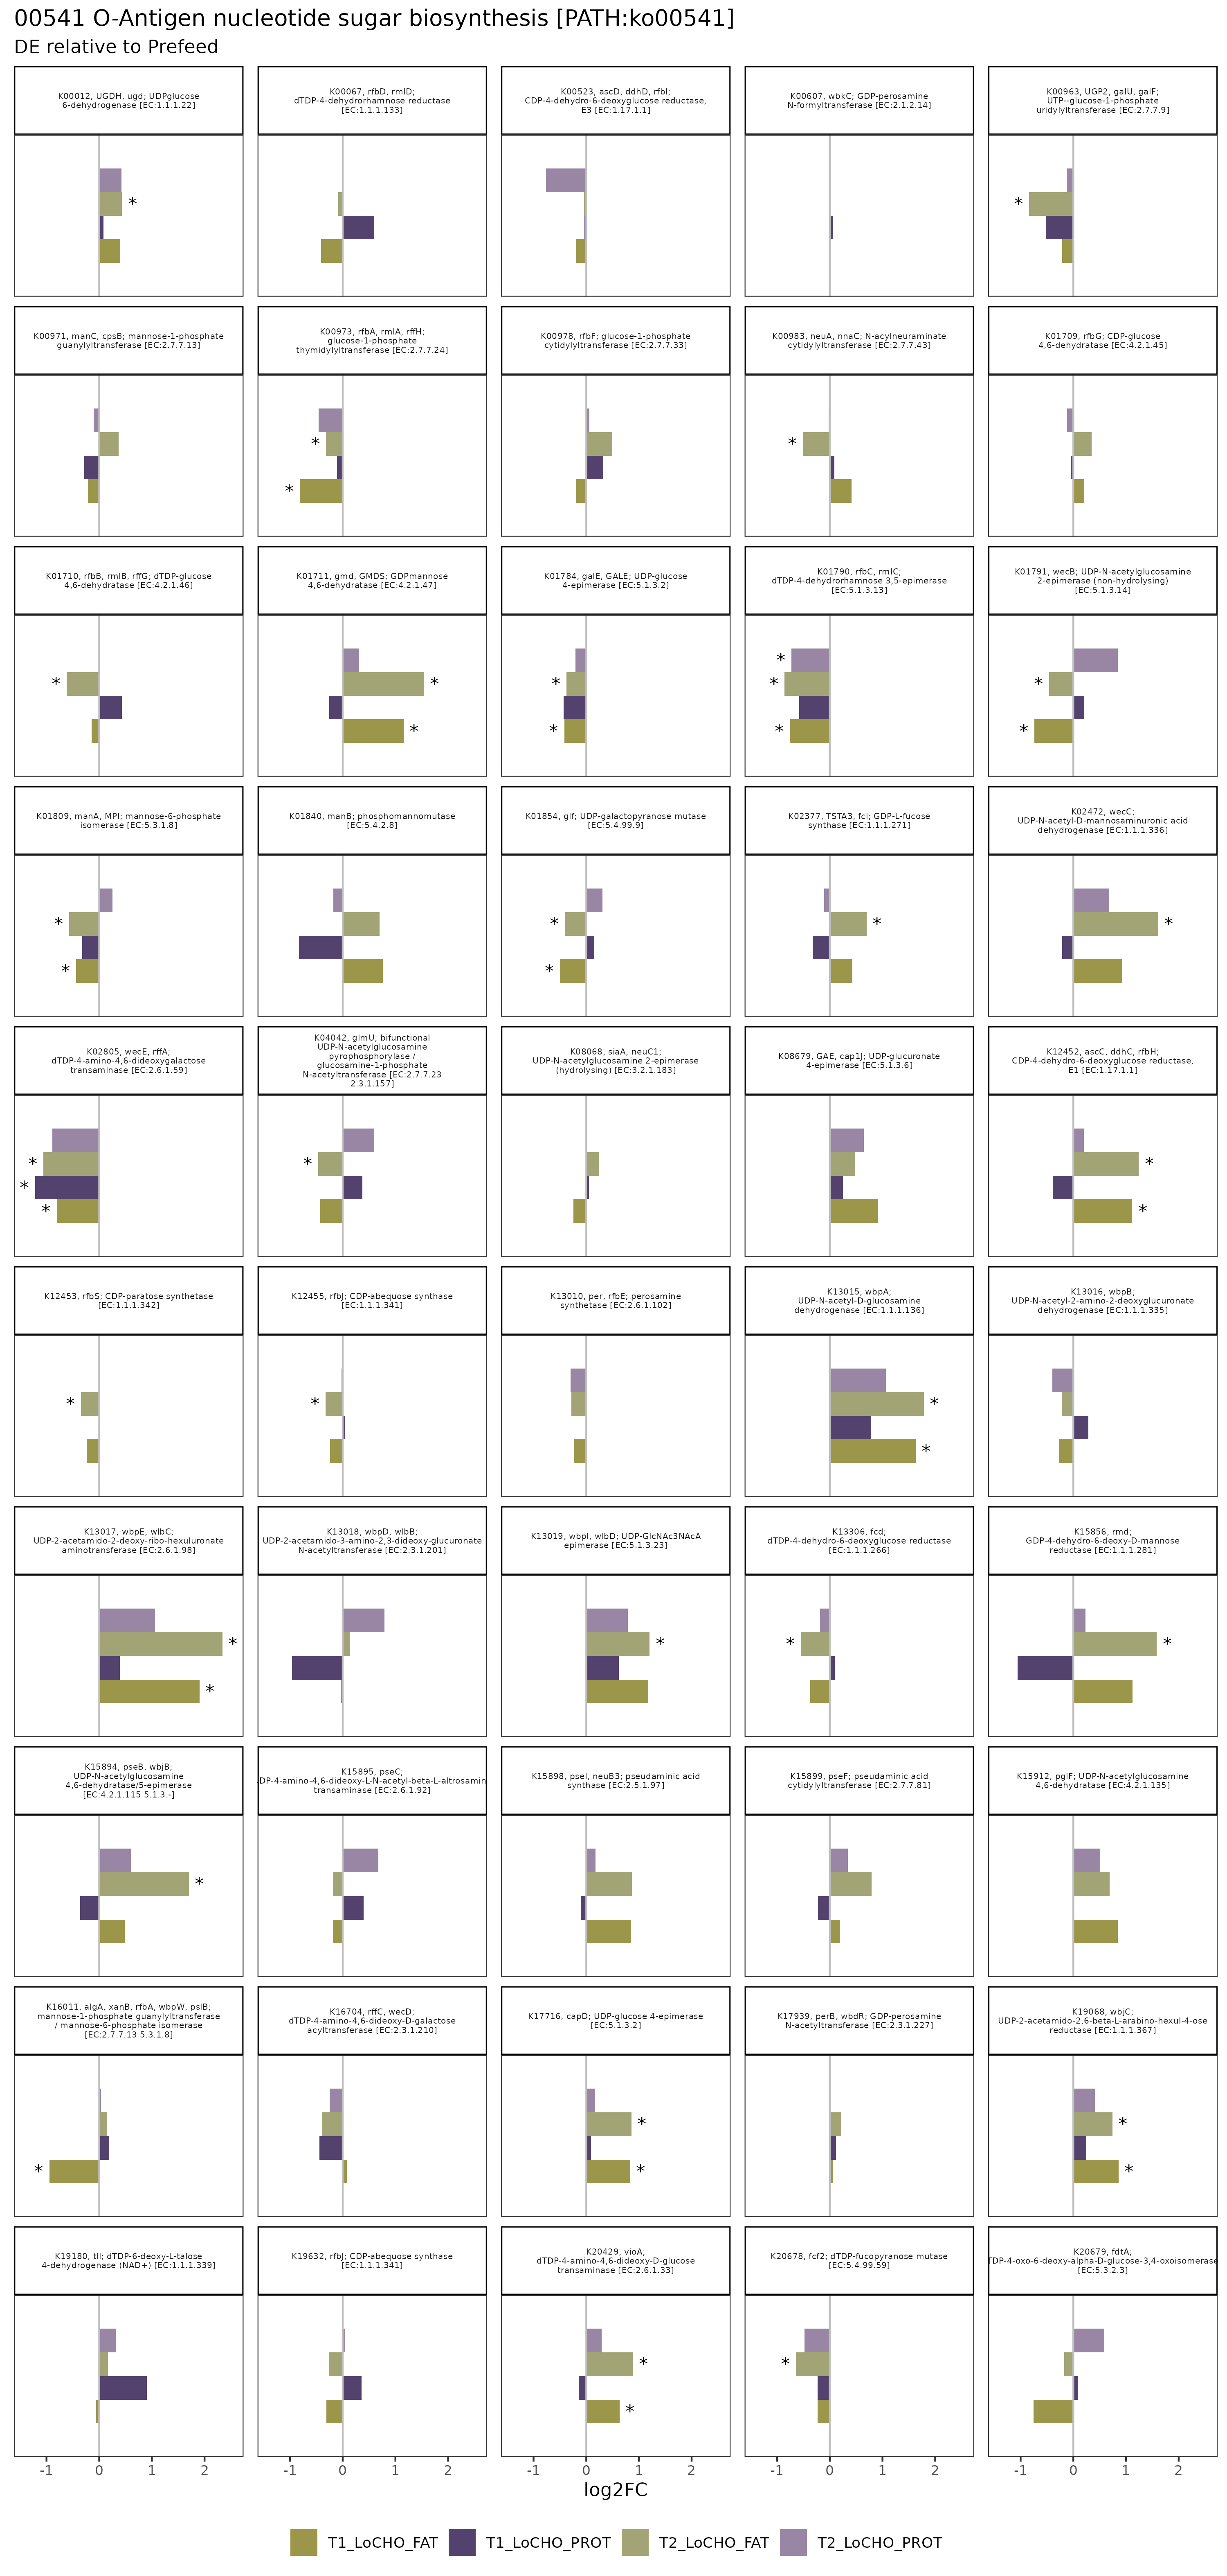 00541 O-Antigen nucleotide sugar biosynthesis [PATH:ko00541]
DE relative to Prefeed
K00012, UGDH, ugd; UDPglucose
6-dehydrogenase [EC:1.1.1.22]
K00067, rfbD, rmlD;
dTDP-4-dehydrorhamnose reductase
[EC:1.1.1.133]
K00523, ascD, ddhD, rfbI;
CDP-4-dehydro-6-deoxyglucose reductase,
E3 [EC:1.17.1.1]
K00607, wbkC; GDP-perosamine
N-formyltransferase [EC:2.1.2.14]
K00963, UGP2, galU, galF;
UTP--glucose-1-phosphate
uridylyltransferase [EC:2.7.7.9]
*
*
K00971, manC, cpsB; mannose-1-phosphate
guanylyltransferase [EC:2.7.7.13]
K00973, rfbA, rmlA, rffH;
glucose-1-phosphate
thymidylyltransferase [EC:2.7.7.24]
K00978, rfbF; glucose-1-phosphate
cytidylyltransferase [EC:2.7.7.33]
K00983, neuA, nnaC; N-acylneuraminate
cytidylyltransferase [EC:2.7.7.43]
K01709, rfbG; CDP-glucose
4,6-dehydratase [EC:4.2.1.45]
*
*
*
K01710, rfbB, rmlB, rffG; dTDP-glucose
4,6-dehydratase [EC:4.2.1.46]
K01711, gmd, GMDS; GDPmannose
4,6-dehydratase [EC:4.2.1.47]
K01784, galE, GALE; UDP-glucose
4-epimerase [EC:5.1.3.2]
K01790, rfbC, rmlC;
dTDP-4-dehydrorhamnose 3,5-epimerase
[EC:5.1.3.13]
K01791, wecB; UDP-N-acetylglucosamine
2-epimerase (non-hydrolysing)
[EC:5.1.3.14]
*
*
*
*
*
*
*
*
*
*
K01809, manA, MPI; mannose-6-phosphate
isomerase [EC:5.3.1.8]
K01840, manB; phosphomannomutase
[EC:5.4.2.8]
K01854, glf; UDP-galactopyranose mutase
[EC:5.4.99.9]
K02377, TSTA3, fcl; GDP-L-fucose
synthase [EC:1.1.1.271]
K02472, wecC;
UDP-N-acetyl-D-mannosaminuronic acid
dehydrogenase [EC:1.1.1.336]
*
*
*
*
*
*
K02805, wecE, rffA;
dTDP-4-amino-4,6-dideoxygalactose
transaminase [EC:2.6.1.59]
K04042, glmU; bifunctional
UDP-N-acetylglucosamine
pyrophosphorylase /
glucosamine-1-phosphate
N-acetyltransferase [EC:2.7.7.23
2.3.1.157]
K08068, siaA, neuC1;
UDP-N-acetylglucosamine 2-epimerase
(hydrolysing) [EC:3.2.1.183]
K08679, GAE, cap1J; UDP-glucuronate
4-epimerase [EC:5.1.3.6]
K12452, ascC, ddhC, rfbH;
CDP-4-dehydro-6-deoxyglucose reductase,
E1 [EC:1.17.1.1]
*
*
*
*
*
*
K12453, rfbS; CDP-paratose synthetase
[EC:1.1.1.342]
K12455, rfbJ; CDP-abequose synthase
[EC:1.1.1.341]
K13010, per, rfbE; perosamine
synthetase [EC:2.6.1.102]
K13015, wbpA;
UDP-N-acetyl-D-glucosamine
dehydrogenase [EC:1.1.1.136]
K13016, wbpB;
UDP-N-acetyl-2-amino-2-deoxyglucuronate
dehydrogenase [EC:1.1.1.335]
*
*
*
*
K13017, wbpE, wlbC;
UDP-2-acetamido-2-deoxy-ribo-hexuluronate
aminotransferase [EC:2.6.1.98]
K13018, wbpD, wlbB;
UDP-2-acetamido-3-amino-2,3-dideoxy-glucuronate
N-acetyltransferase [EC:2.3.1.201]
K13019, wbpI, wlbD; UDP-GlcNAc3NAcA
epimerase [EC:5.1.3.23]
K13306, fcd;
dTDP-4-dehydro-6-deoxyglucose reductase
[EC:1.1.1.266]
K15856, rmd;
GDP-4-dehydro-6-deoxy-D-mannose
reductase [EC:1.1.1.281]
*
*
*
*
*
K15894, pseB, wbjB;
UDP-N-acetylglucosamine
4,6-dehydratase/5-epimerase
[EC:4.2.1.115 5.1.3.-]
K15895, pseC;
DP-4-amino-4,6-dideoxy-L-N-acetyl-beta-L-altrosamin
transaminase [EC:2.6.1.92]
K15898, pseI, neuB3; pseudaminic acid
synthase [EC:2.5.1.97]
K15899, pseF; pseudaminic acid
cytidylyltransferase [EC:2.7.7.81]
K15912, pglF; UDP-N-acetylglucosamine
4,6-dehydratase [EC:4.2.1.135]
*
K16011, algA, xanB, rfbA, wbpW, pslB;
mannose-1-phosphate guanylyltransferase
/ mannose-6-phosphate isomerase
[EC:2.7.7.13 5.3.1.8]
K16704, rffC, wecD;
dTDP-4-amino-4,6-dideoxy-D-galactose
acyltransferase [EC:2.3.1.210]
K17716, capD; UDP-glucose 4-epimerase
[EC:5.1.3.2]
K17939, perB, wbdR; GDP-perosamine
N-acetyltransferase [EC:2.3.1.227]
K19068, wbjC;
UDP-2-acetamido-2,6-beta-L-arabino-hexul-4-ose
reductase [EC:1.1.1.367]
*
*
*
*
*
K19180, tll; dTDP-6-deoxy-L-talose
4-dehydrogenase (NAD+) [EC:1.1.1.339]
K19632, rfbJ; CDP-abequose synthase
[EC:1.1.1.341]
K20429, vioA;
dTDP-4-amino-4,6-dideoxy-D-glucose
transaminase [EC:2.6.1.33]
K20678, fcf2; dTDP-fucopyranose mutase
[EC:5.4.99.59]
K20679, fdtA;
TDP-4-oxo-6-deoxy-alpha-D-glucose-3,4-oxoisomerase
[EC:5.3.2.3]
*
*
*
-1 0 1 2 -1 0 1 2 -1 0 1 2 -1 0 1 2 -1 0 1 2
log2FC
T1_LoCHO_FAT T1_LoCHO_PROT T2_LoCHO_FAT T2_LoCHO_PROT